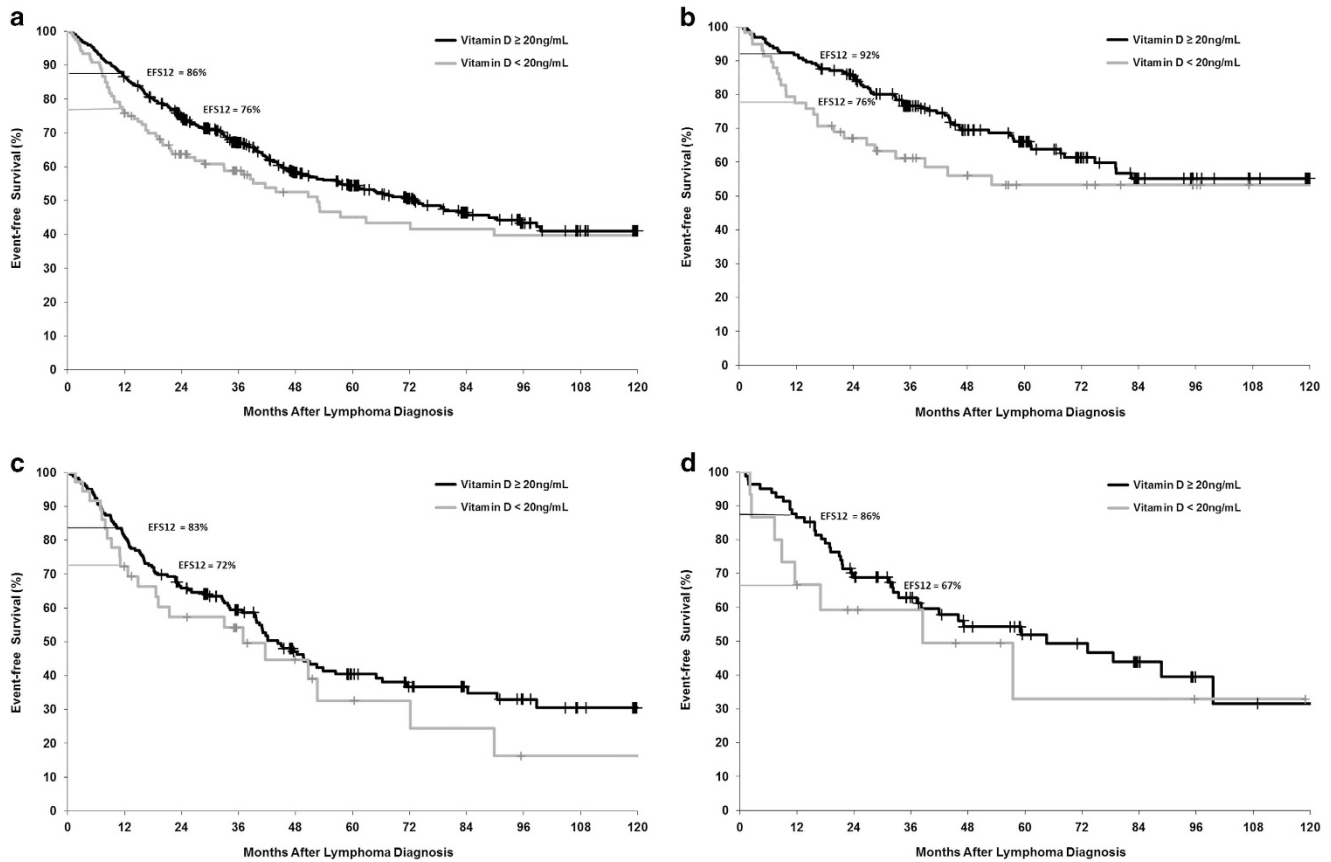 a
100
90
80
70
60
50
40
30
20
10
0
Event-free Survival (%)
Vitamin D ≥ 20ng/mL
Vitamin D < 20ng/mL
EFS12 = 86%
EFS12 = 76%
0 12 24 36 48 60 72 84 96 108 120
Months After Lymphoma Diagnosis
b
100
90
80
70
60
50
40
30
20
10
0
Event-free Survival (%)
Vitamin D ≥ 20ng/mL
Vitamin D < 20ng/mL
EFS12 = 92%
EFS12 = 76%
0 12 24 36 48 60 72 84 96 108 120
Months After Lymphoma Diagnosis
c
100
90
80
70
60
50
40
30
20
10
0
Event-free Survival (%)
Vitamin D ≥ 20ng/mL
Vitamin D < 20ng/mL
EFS12 = 83%
EFS12 = 72%
0 12 24 36 48 60 72 84 96 108 120
Months After Lymphoma Diagnosis
d
100
90
80
70
60
50
40
30
20
10
0
Event-free Survival (%)
Vitamin D ≥ 20ng/mL
Vitamin D < 20ng/mL
EFS12 = 86%
EFS12 = 67%
0 12 24 36 48 60 72 84 96 108 120
Months After Lymphoma Diagnosis